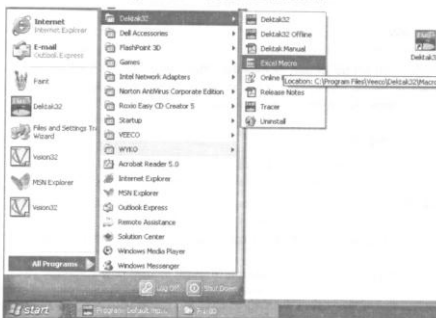 Internet
Internet Explorer
E-mail
Outlook Express
Paint
Dektak32
Files and Settings Tra
Wizard
Vision32
MSN Explorer
Vision32
All Programs
Dektak32
Dell Accessories
FlashPoint 3D
Games
Intel Network Adapters
Norton AntiVirus Corporate Edition
Roxio Easy CD Creator 5
Startup
VEECO
WYKO
Acrobat Reader 5.0
Internet Explorer
MSN Explorer
Outlook Express
Remote Assistance
Solution Center
Windows Media Player
Windows Messenger
Dektak32
Dektak32 Offline
Dektak Manual
Excel Macro
Online
Location: C:\Program Files\Veeco\Dektak32\Macro
Release Notes
Tracer
Uninstall
Dektak3
Log Off
Shut Down
start